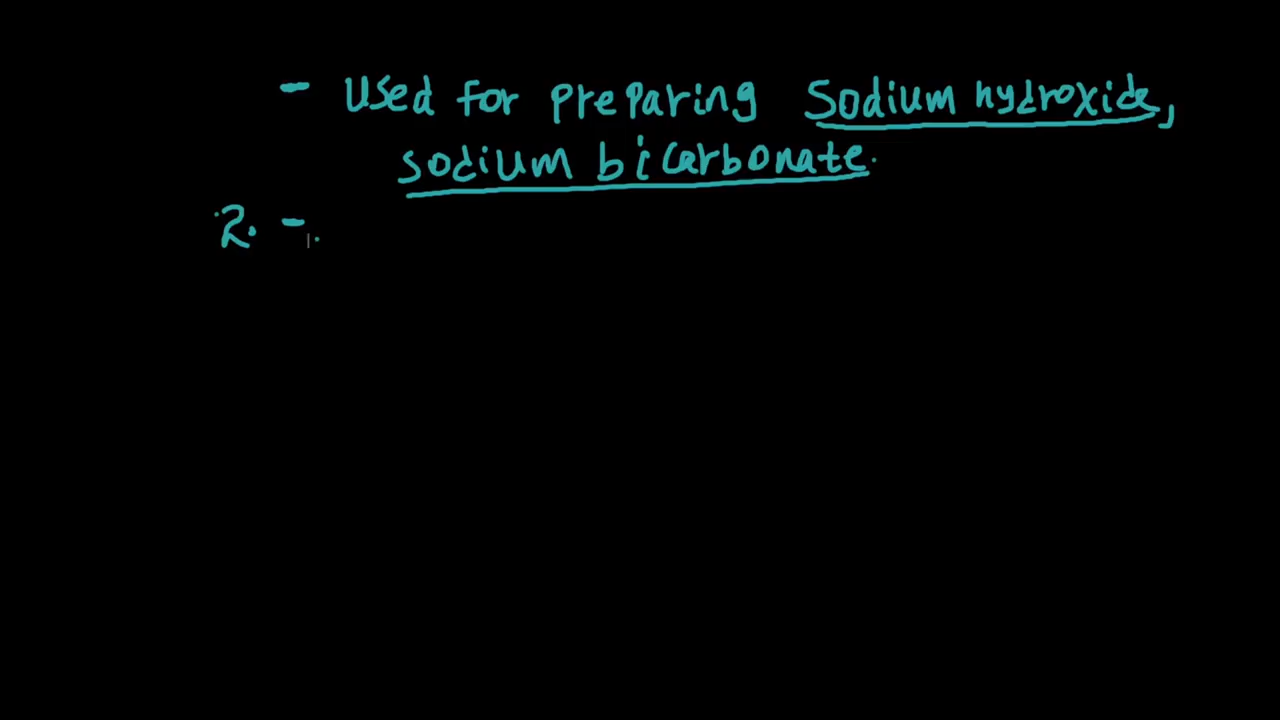 - Used for preparing Sodium hydroxide,
sodium bicarbonate.
2. -